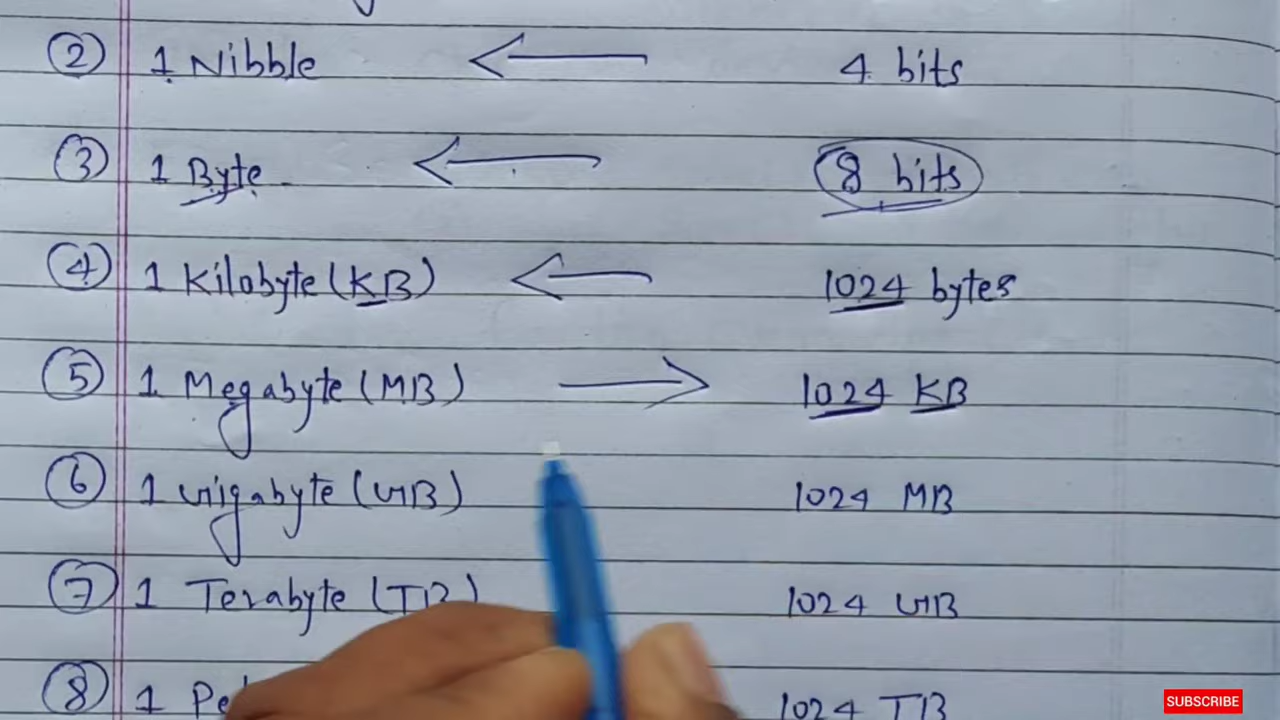 ② 1 Nibble ← 4 bits
③ 1 Byte ← 8 bits
④ 1 Kilobyte (KB) ← 1024 bytes
⑤ 1 Megabyte (MB) → 1024 KB
⑥ 1 Gigabyte (GB) 1024 MB
⑦ 1 Terabyte (TB) 1024 GB
⑧ 1 1024 TB
SUBSCRIBE